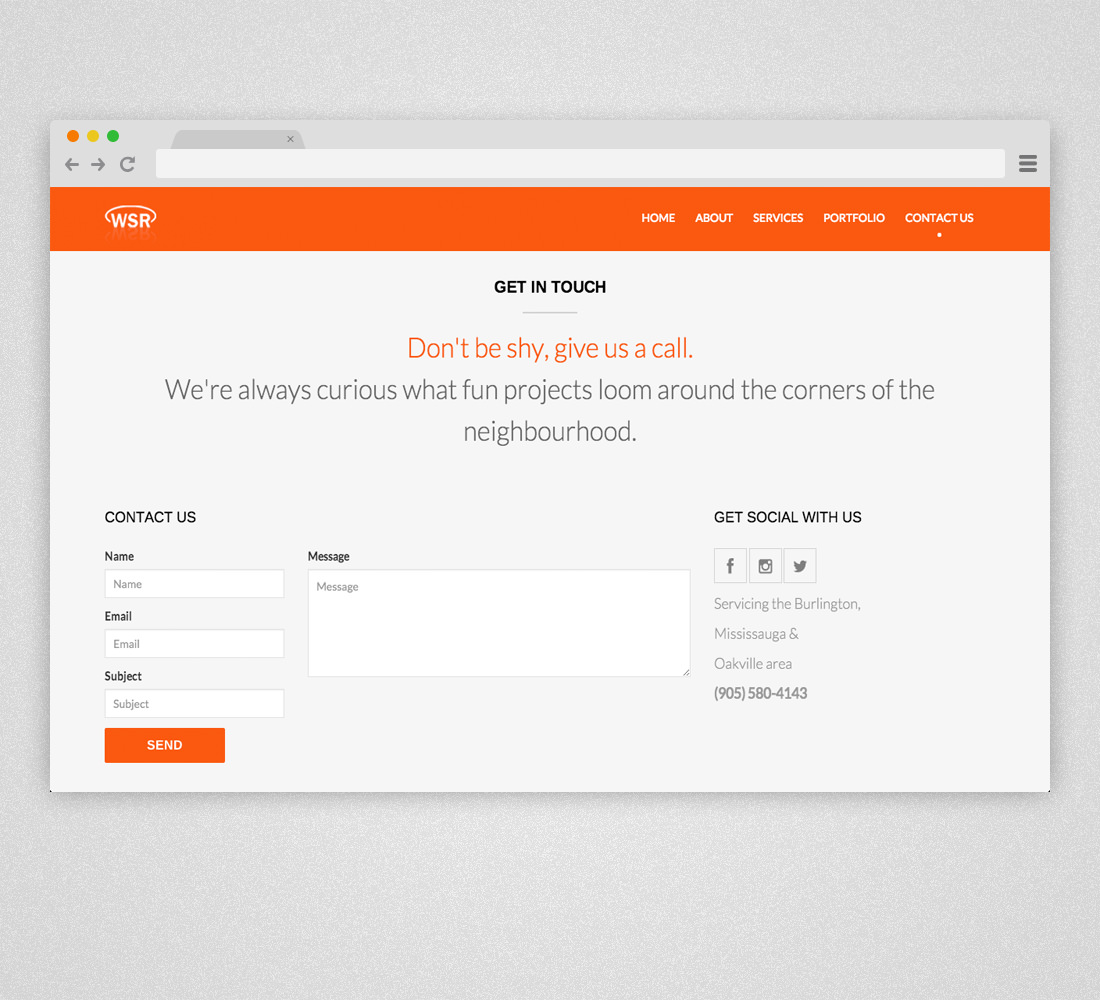 WSR
HOME ABOUT SERVICES PORTFOLIO CONTACT US
GET IN TOUCH
Don't be shy, give us a call.
We're always curious what fun projects loom around the corners of the
neighbourhood.
CONTACT US
Name
Name
Email
Email
Subject
Subject
SEND
Message
Message
GET SOCIAL WITH US
Servicing the Burlington,
Mississauga &
Oakville area
(905) 580-4143